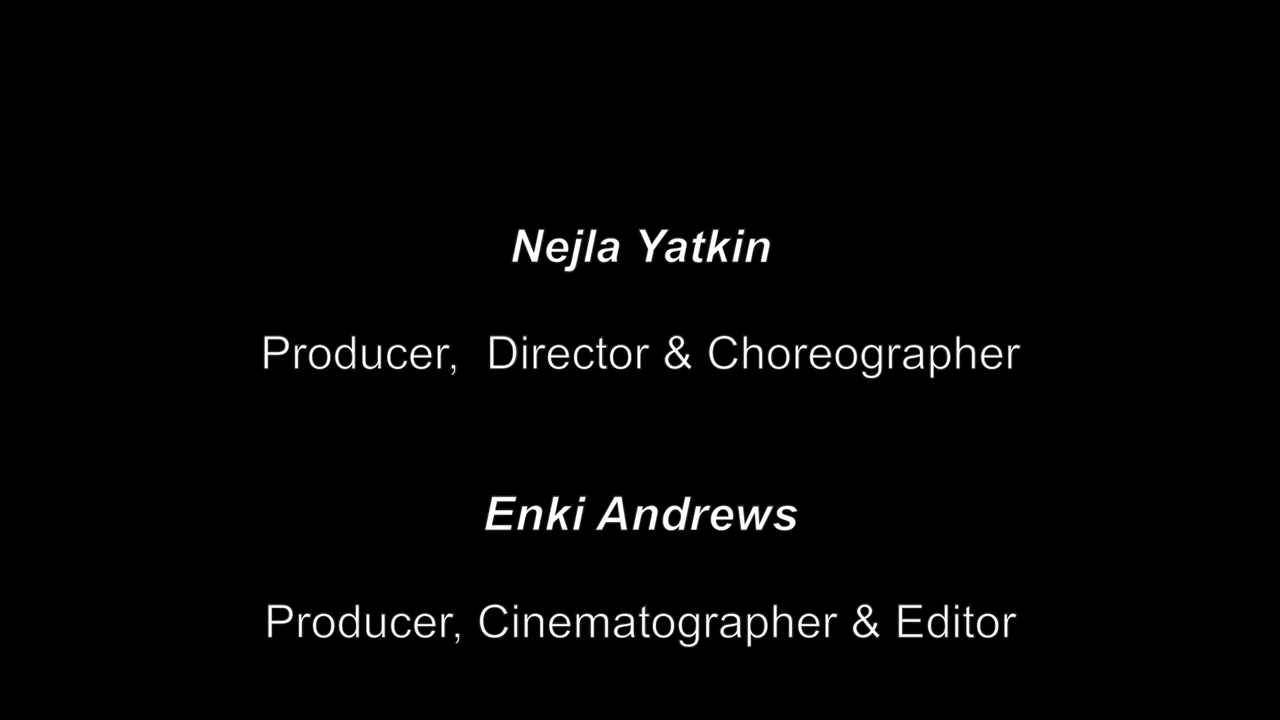 Nejla Yatkin
Producer,  Director & Choreographer
Enki Andrews
Producer, Cinematographer & Editor